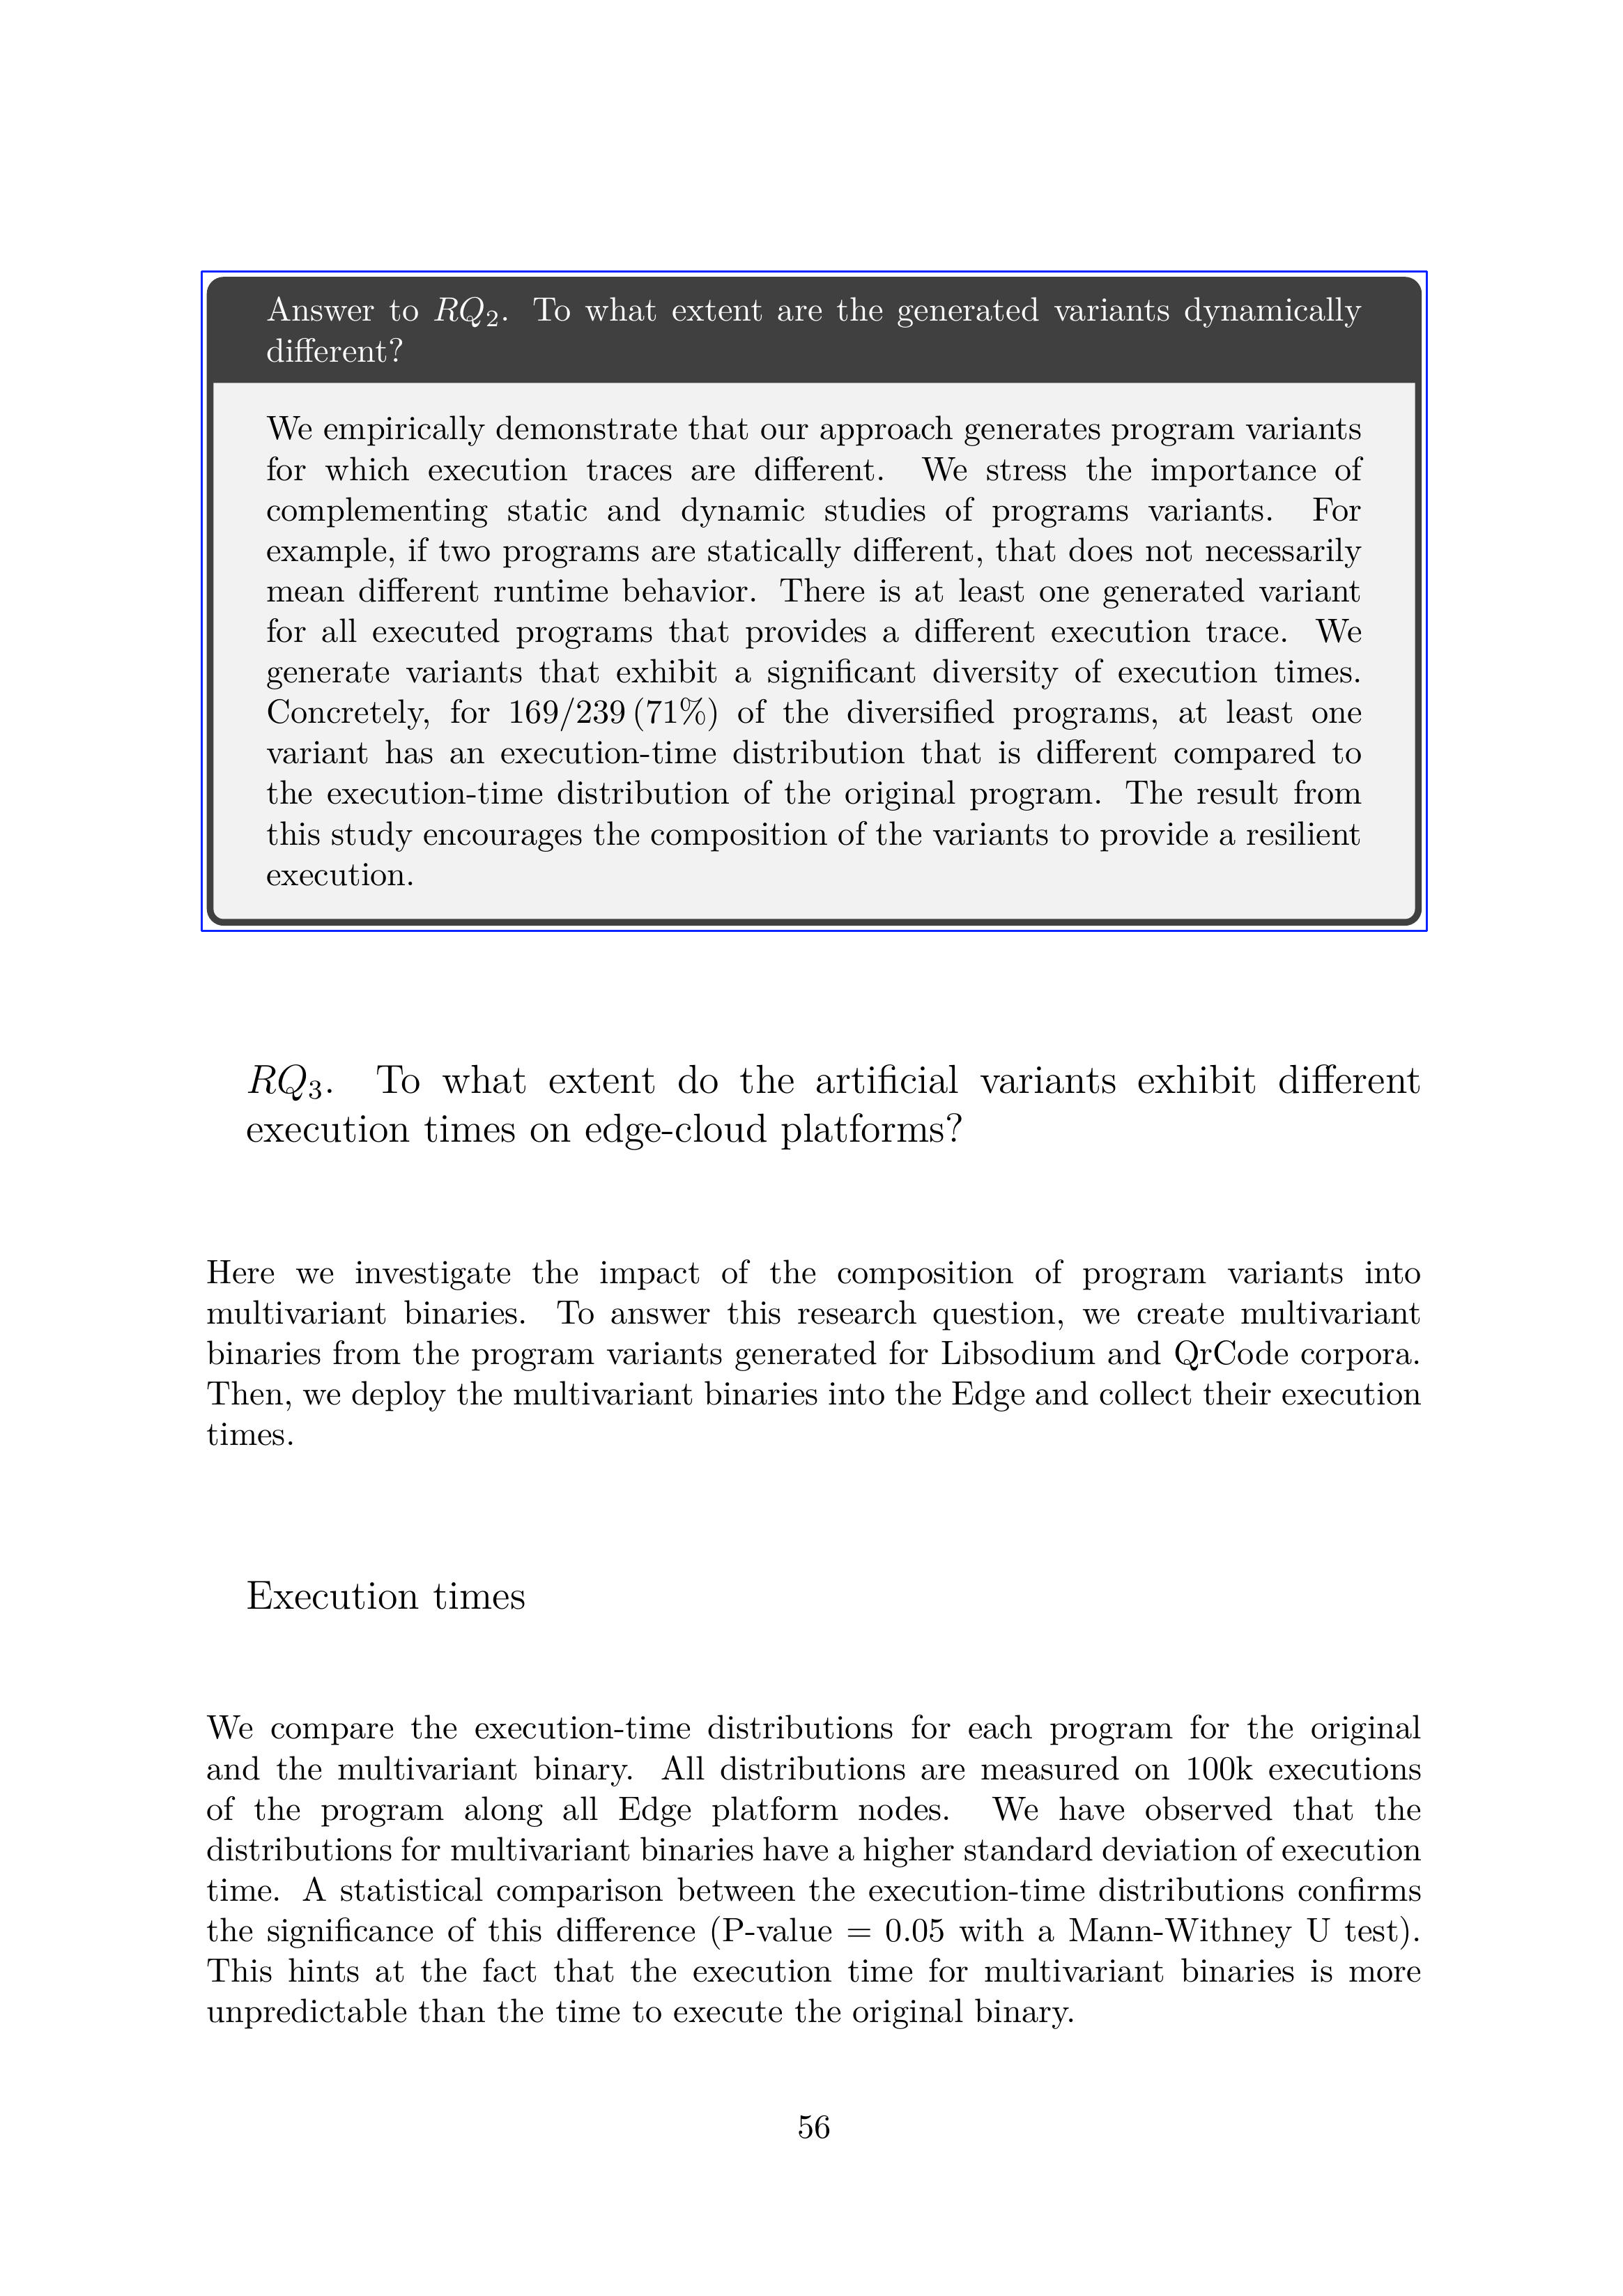 Answer to RQ2. To what extent are the generated variants dynamically
different?
We empirically demonstrate that our approach generates program variants
for which execution traces are different. We stress the importance of
complementing static and dynamic studies of programs variants. For
example, if two programs are statically different, that does not necessarily
mean different runtime behavior. There is at least one generated variant
for all executed programs that provides a different execution trace. We
generate variants that exhibit a significant diversity of execution times.
Concretely, for 169/239 (71%) of the diversified programs, at least one
variant has an execution-time distribution that is different compared to
the execution-time distribution of the original program. The result from
this study encourages the composition of the variants to provide a resilient
execution.
RQ3. To what extent do the artificial variants exhibit different
execution times on edge-cloud platforms?
Here we investigate the impact of the composition of program variants into
multivariant binaries. To answer this research question, we create multivariant
binaries from the program variants generated for Libsodium and QrCode corpora.
Then, we deploy the multivariant binaries into the Edge and collect their execution
times.
Execution times
We compare the execution-time distributions for each program for the original
and the multivariant binary. All distributions are measured on 100k executions
of the program along all Edge platform nodes. We have observed that the
distributions for multivariant binaries have a higher standard deviation of execution
time. A statistical comparison between the execution-time distributions confirms
the significance of this difference (P-value = 0.05 with a Mann-Withney U test).
This hints at the fact that the execution time for multivariant binaries is more
unpredictable than the time to execute the original binary.
56